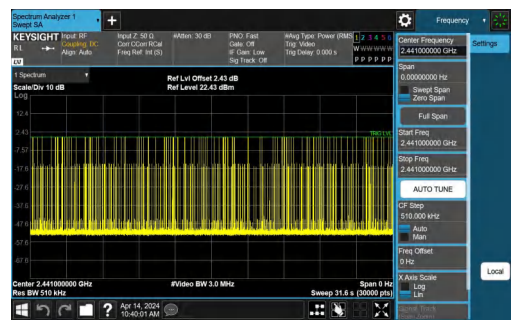 Spectrum Analyzer 1
Swept SA
Frequency
KEYSIGHT
RL
Input: RF
Coupling: DC
Align: Auto
Input Z: 50 Ω
Corr CCorr RCal
Freq Ref: Int (S)
#Atten: 30 dB
PNO: Fast
Gate: Off
IF Gain: Low
Sig Track: Off
#Avg Type: Power (RMS
Trig: Video
Trig Delay: 0.000 s
1 2 3 4 5 6
W W W W W W
P P P P P P
LXI
1 Spectrum
Scale/Div 10 dB
Ref Lvl Offset 2.43 dB
Ref Level 22.43 dBm
Log
12.4
2.43
-7.57
-17.6
-27.6
-37.6
-47.6
-57.6
-67.6
TRIG LVL
Center 2.441000000 GHz
#Video BW 3.0 MHz
Span 0 Hz
Res BW 510 kHz
Sweep 31.6 s (30000 pts)
Apr 14, 2024
10:40:01 AM
Center Frequency
2.441000000 GHz
Settings
Span
0.00000000 Hz
Swept Span
Zero Span
Full Span
Start Freq
2.441000000 GHz
Stop Freq
2.441000000 GHz
AUTO TUNE
CF Step
510.000 kHz
Auto
Man
Freq Offset
0 Hz
X Axis Scale
Log
Lin
Signal Track
Local